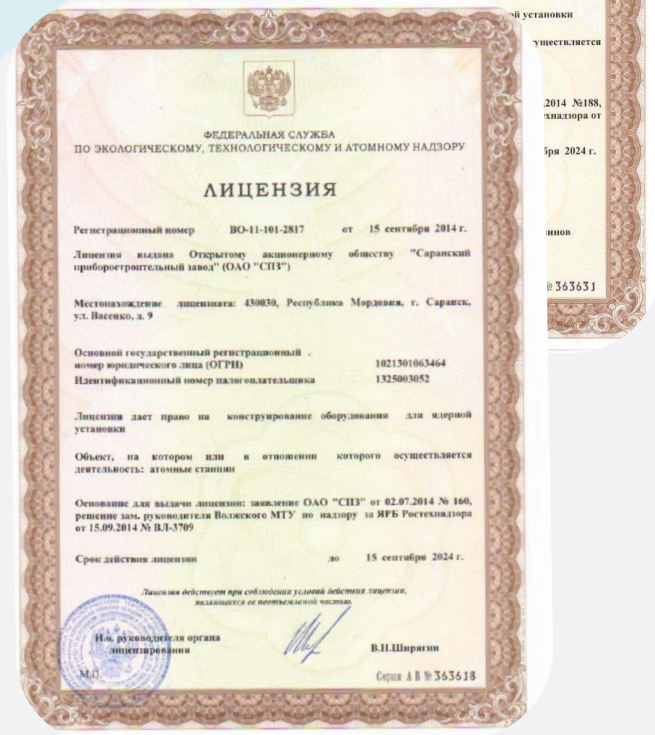 ФЕДЕРАЛЬНАЯ СЛУЖБА
ПО ЭКОЛОГИЧЕСКОМУ, ТЕХНОЛОГИЧЕСКОМУ И АТОМНОМУ НАДЗОРУ
ЛИЦЕНЗИЯ
Регистрационный номер ВО-11-101-2817 от 15 сентября 2014 г.
Лицензия выдана Открытому акционерному обществу "Саранский
приборостроительный завод" (ОАО "СПЗ")
Местонахождение лицензиата: 430030, Республика Мордовия, г. Саранск,
ул. Васенко, д. 9
Основной государственный регистрационный
номер юридического лица (ОГРН) 1021301063464
Идентификационный номер налогоплательщика 1325003052
Лицензия дает право на конструирование оборудования для ядерной
установки
Объект, на котором или в отношении которого осуществляется
деятельность: атомные станции
Основание для выдачи лицензии: заявление ОАО "СПЗ" от 02.07.2014 № 160,
решение зам. руководителя Волжского МТУ по надзору за ЯРБ Ростехнадзора
от 15.09.2014 № ВЛ-3709
Срок действия лицензии до 15 сентября 2024 г.
Лицензия действует при соблюдении условий действия лицензии,
являющихся ее неотъемлемой частью.
И.о. руководителя органа
лицензирования В.Н.Ширягин
М.П.
Серия А В № 363618
ой установки
уществляется
.2014 №188,
ехнадзора от
бря 2024 г.
зинов
№ 363631